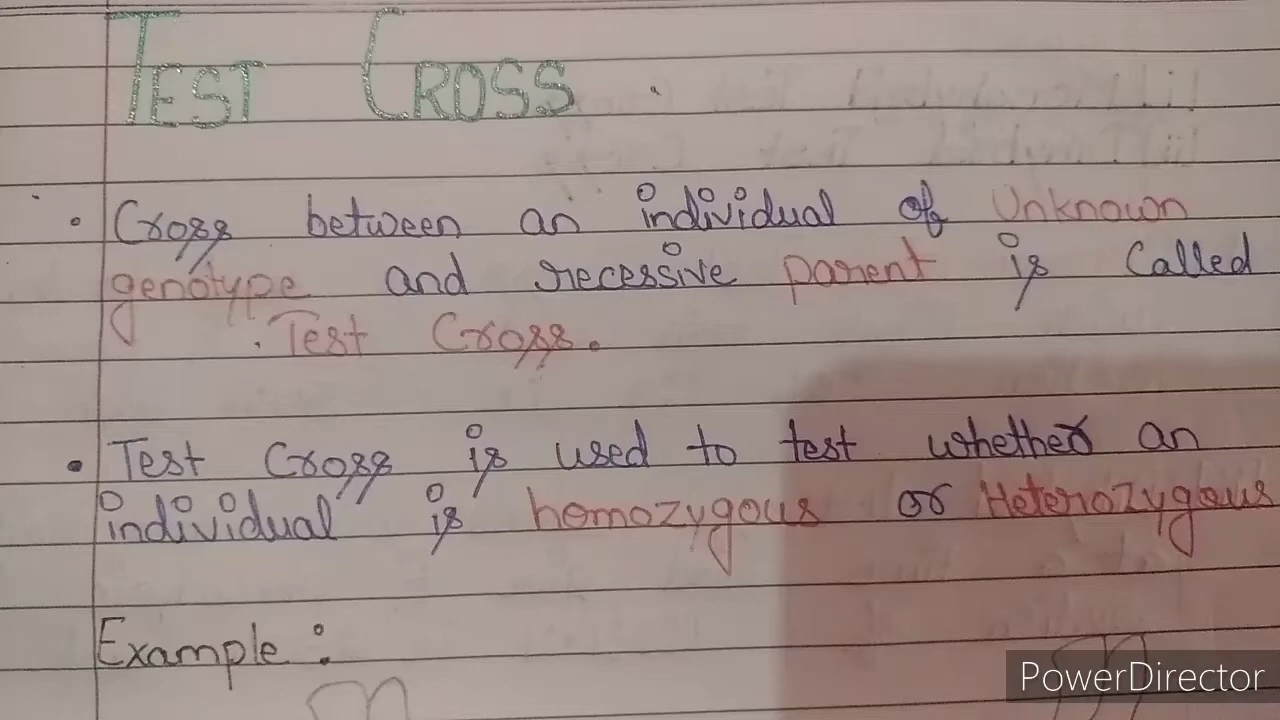 TEST CROSS
• Cross between an individual of Unknown
genotype and recessive parent is Called
. Test Cross.
• Test Cross is used to test whether an
individual is homozygous or Heterozygous
Example :
PowerDirector